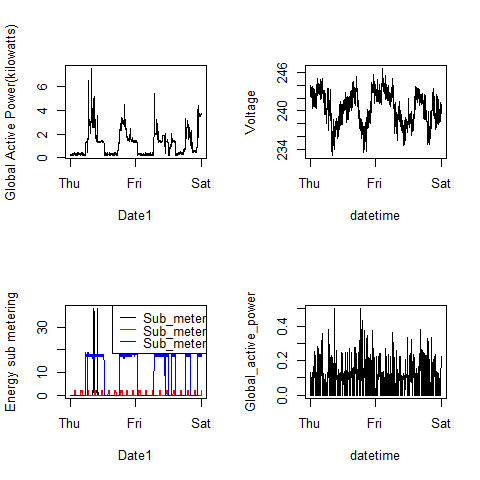 Global Active Power(kilowatts)
0 2 4 6
Thu Fri Sat
Date1
Voltage
234 240 246
Thu Fri Sat
datetime
Energy sub metering
0 10 30
Sub_meter
Sub_meter
Sub_meter
Thu Fri Sat
Date1
Global_active_power
0.0 0.2 0.4
Thu Fri Sat
datetime